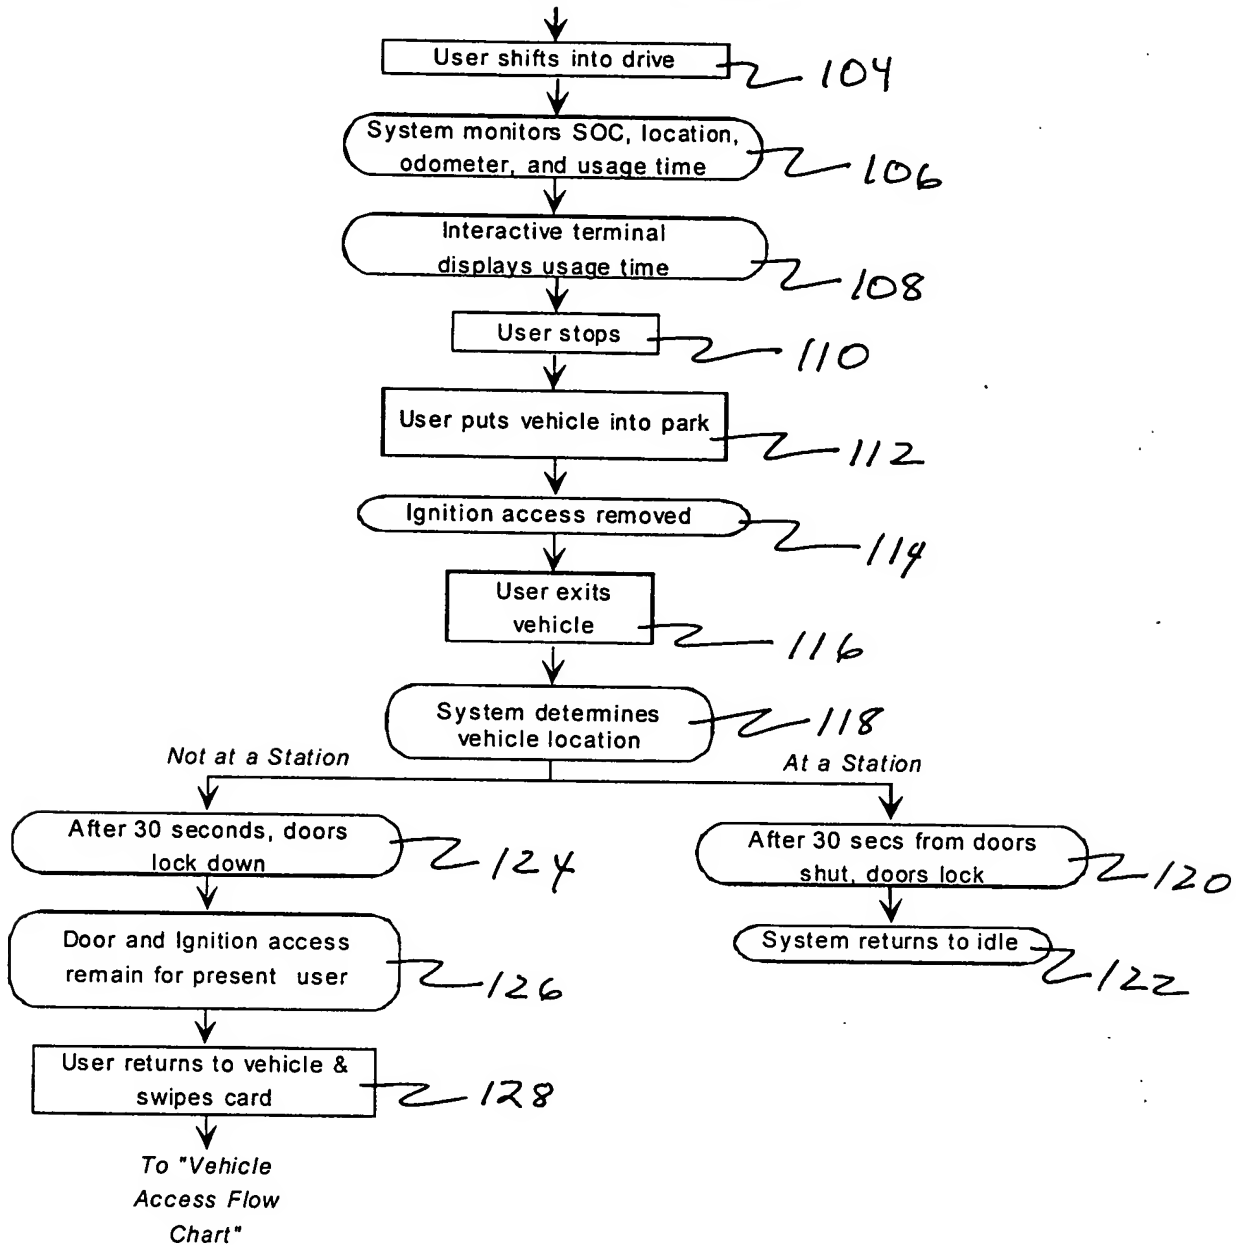 User shifts into drive
104
System monitors SOC, location,
odometer, and usage time
106
Interactive terminal
displays usage time
108
User stops
110
User puts vehicle into park
112
Ignition access removed
114
User exits
vehicle
116
System determines
vehicle location
118
Not at a Station
At a Station
After 30 seconds, doors
lock down
124
After 30 secs from doors
shut, doors lock
120
Door and Ignition access
remain for present user
126
System returns to idle
122
User returns to vehicle &
swipes card
128
To "Vehicle
Access Flow
Chart"